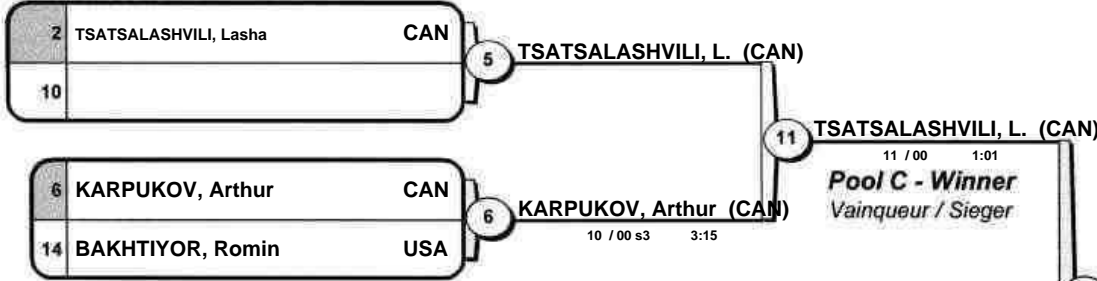 2 TSATSALASHVILI, Lasha CAN
10
5
TSATSALASHVILI, L. (CAN)
6 KARPUKOV, Arthur CAN
14 BAKHTIYOR, Romin USA
6
KARPUKOV, Arthur (CAN)
10 / 00 s3 3:15
11
TSATSALASHVILI, L. (CAN)
11 / 00 1:01
Pool C - Winner
Vainqueur / Sieger